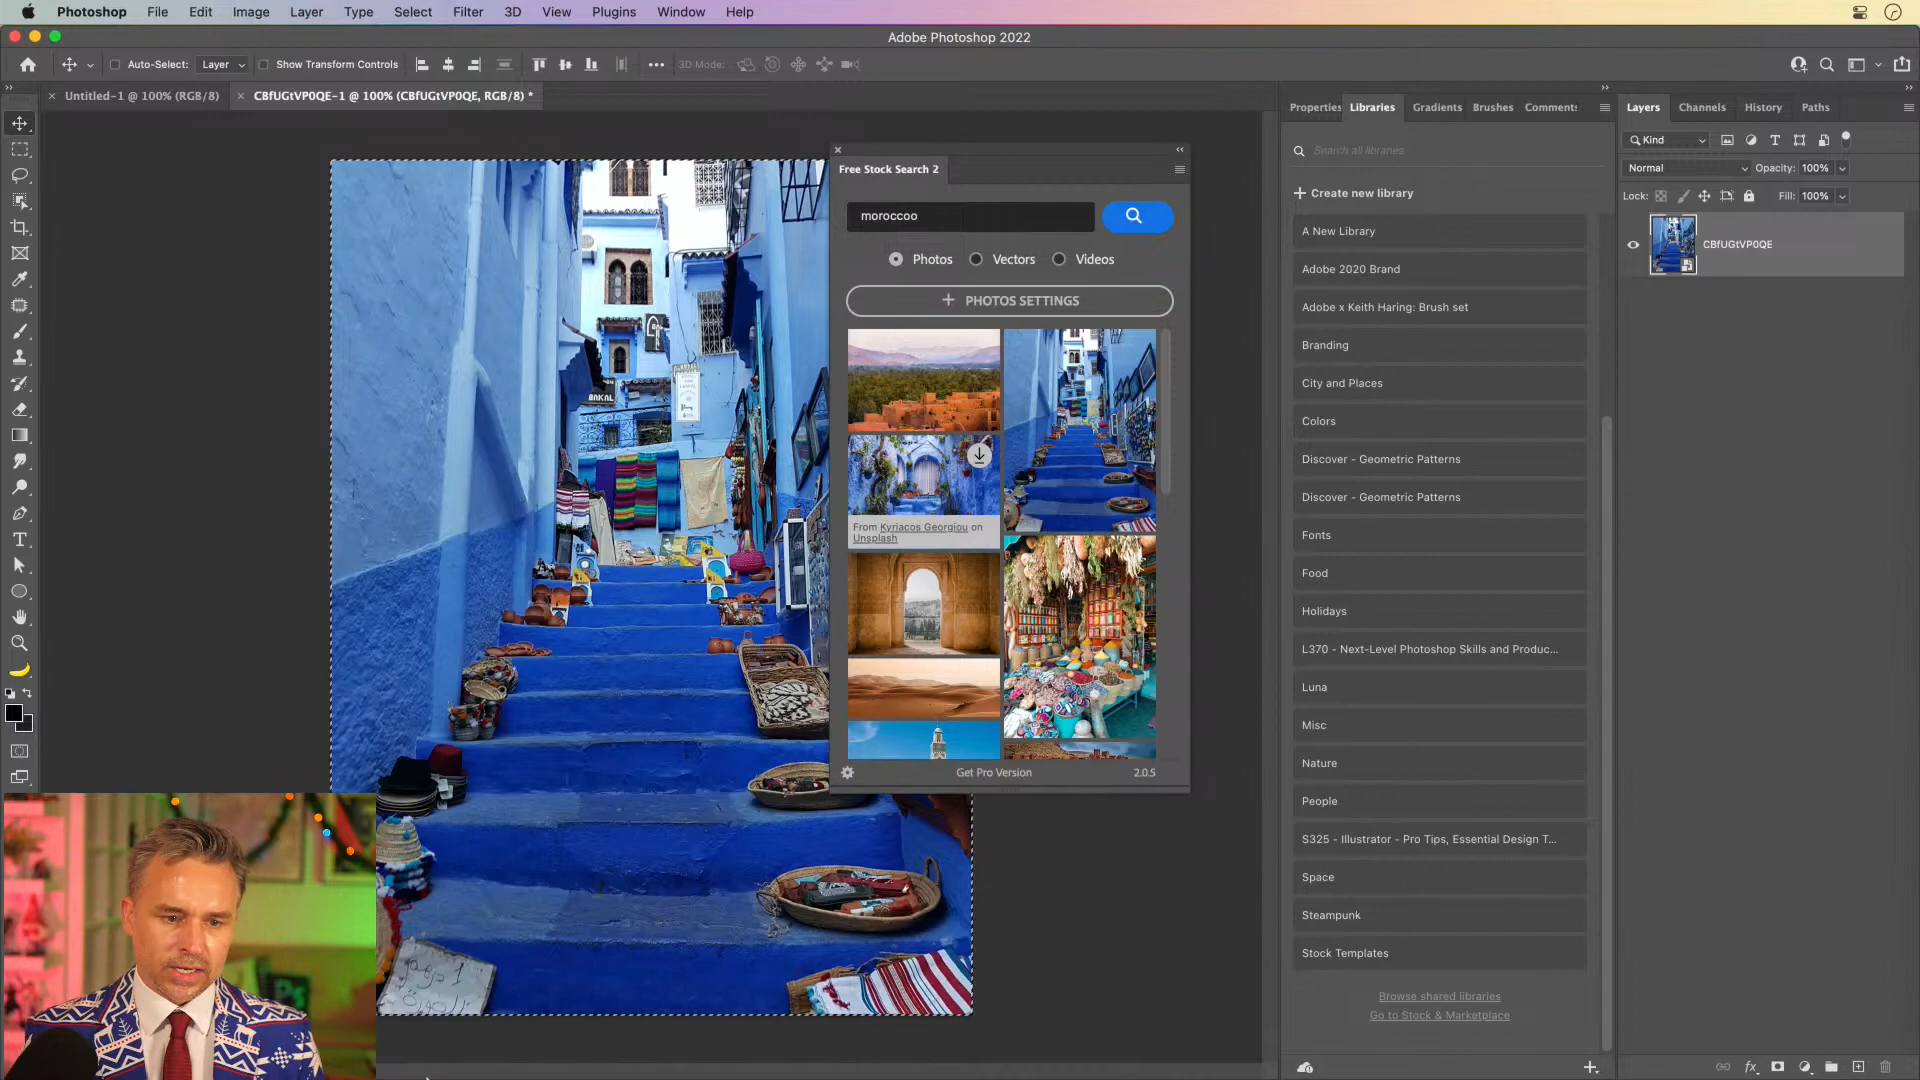 Photoshop File Edit Image Layer Type Select Filter 3D View Plugins Window Help
Adobe Photoshop 2022
Auto-Select: Layer Show Transform Controls 3D Mode:
Untitled-1 @ 100% (RGB/8) CBfUGtVP0QE-1 @ 100% (CBfUGtVP0QE, RGB/8) *
Free Stock Search 2
moroccoo
Photos Vectors Videos
+ PHOTOS SETTINGS
From Kyriacos Georgiou on
Unsplash
Get Pro Version 2.0.5
BAKAL
Properties Libraries Gradients Brushes Comment:
Search all libraries
+ Create new library
A New Library
Adobe 2020 Brand
Adobe x Keith Haring: Brush set
Branding
City and Places
Colors
Discover - Geometric Patterns
Discover - Geometric Patterns
Fonts
Food
Holidays
L370 - Next-Level Photoshop Skills and Produc...
Luna
Misc
Nature
People
S325 - Illustrator - Pro Tips, Essential Design T...
Space
Steampunk
Stock Templates
Browse shared libraries
Go to Stock & Marketplace
Layers Channels History Paths
Kind
Normal Opacity: 100%
Lock: Fill: 100%
CBfUGtVP0QE